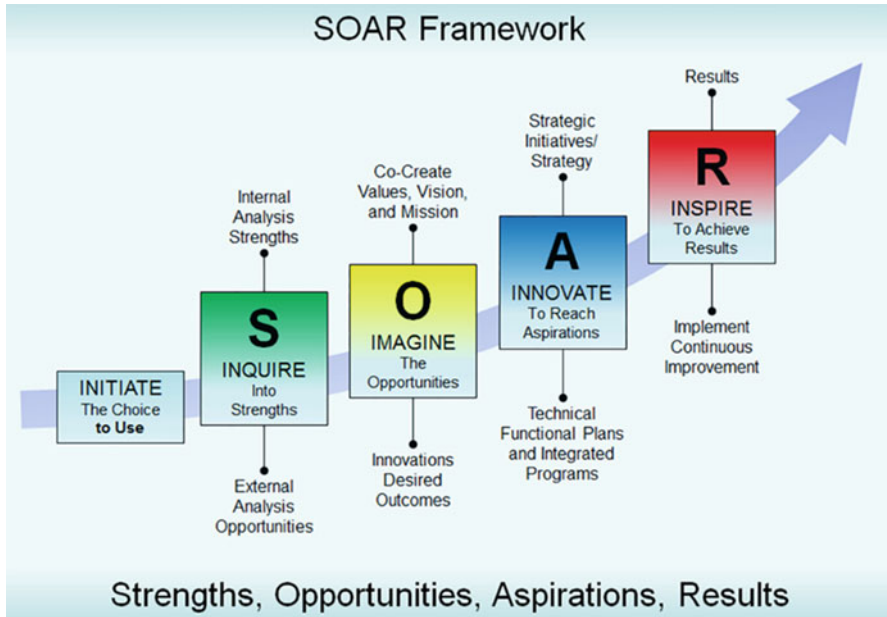 SOAR Framework
INITIATE
The Choice
to Use
Internal
Analysis
Strengths
S
INQUIRE
Into
Strengths
External
Analysis
Opportunities
Co-Create
Values, Vision,
and Mission
O
IMAGINE
The
Opportunities
Innovations
Desired
Outcomes
Strategic
Initiatives/
Strategy
A
INNOVATE
To Reach
Aspirations
Technical
Functional Plans
and Integrated
Programs
Results
R
INSPIRE
To Achieve
Results
Implement
Continuous
Improvement
Strengths, Opportunities, Aspirations, Results